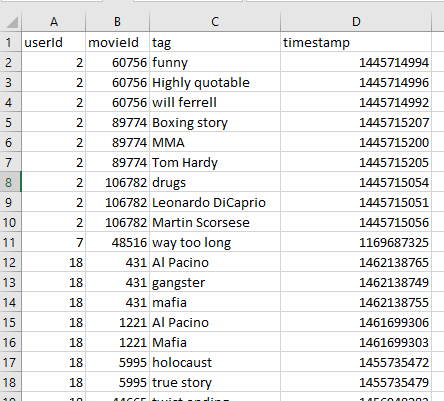 A B C D
1 userId movieId tag timestamp
2 2 60756 funny 1445714994
3 2 60756 Highly quotable 1445714996
4 2 60756 will ferrell 1445714992
5 2 89774 Boxing story 1445715207
6 2 89774 MMA 1445715200
7 2 89774 Tom Hardy 1445715205
8 2 106782 drugs 1445715054
9 2 106782 Leonardo DiCaprio 1445715051
10 2 106782 Martin Scorsese 1445715056
11 7 48516 way too long 1169687325
12 18 431 Al Pacino 1462138765
13 18 431 gangster 1462138749
14 18 431 mafia 1462138755
15 18 1221 Al Pacino 1461699306
16 18 1221 Mafia 1461699303
17 18 5995 holocaust 1455735472
18 18 5995 true story 1455735479